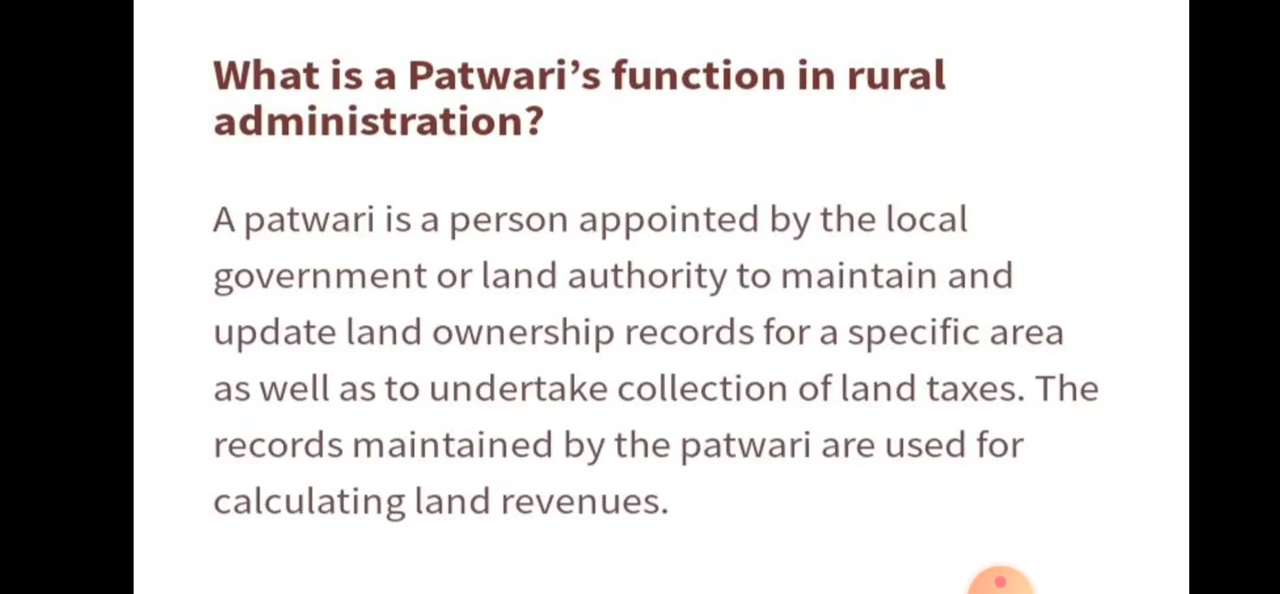 What is a Patwari’s function in rural
administration?
A patwari is a person appointed by the local
government or land authority to maintain and
update land ownership records for a specific area
as well as to undertake collection of land taxes. The
records maintained by the patwari are used for
calculating land revenues.